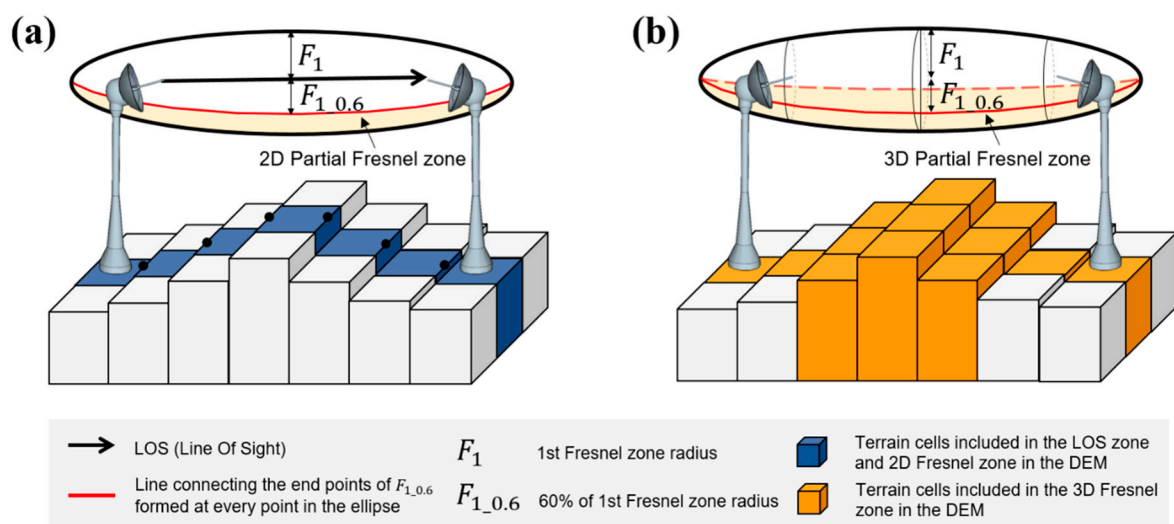 (a)
F₁
F₁_₀.₆
2D Partial Fresnel zone
(b)
F₁
F₁_₀.₆
3D Partial Fresnel zone
LOS (Line Of Sight)
Line connecting the end points of F₁_₀.₆
formed at every point in the ellipse
F₁ 1st Fresnel zone radius
F₁_₀.₆ 60% of 1st Fresnel zone radius
Terrain cells included in the LOS zone
and 2D Fresnel zone in the DEM
Terrain cells included in the 3D Fresnel
zone in the DEM